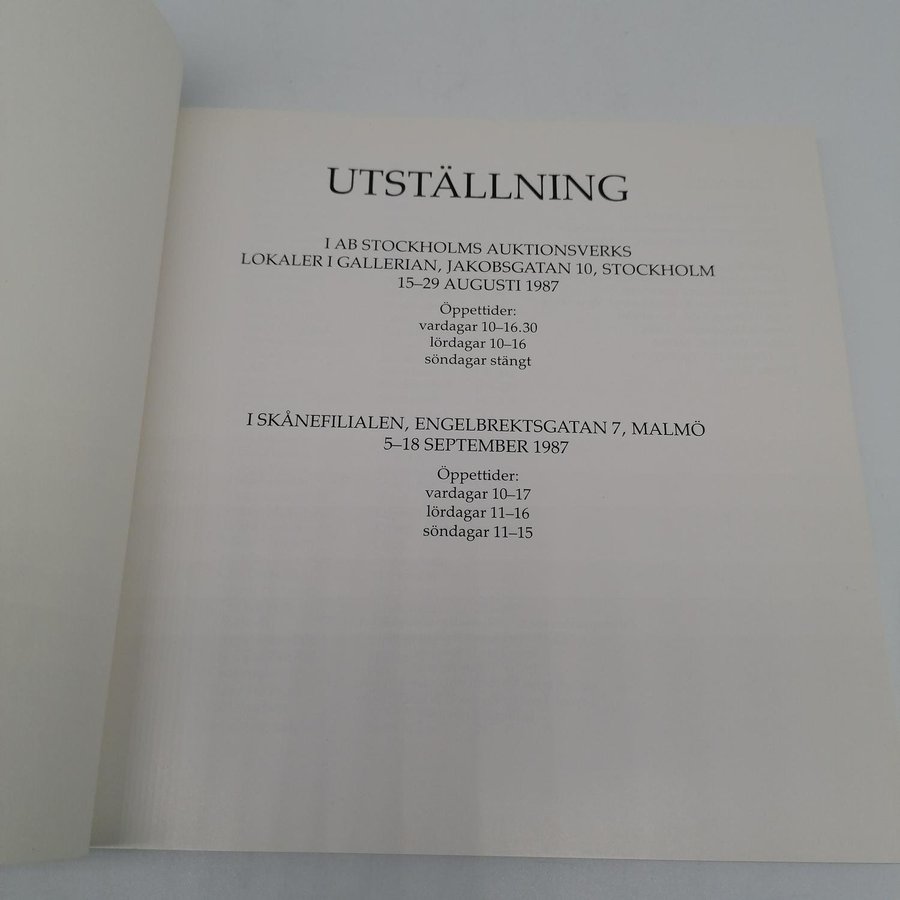 UTSTÄLLNING
I AB STOCKHOLMS AUKTIONSVERKS
LOKALER I GALLERIAN, JAKOBSGATAN 10, STOCKHOLM
15–29 AUGUSTI 1987
Öppettider:
vardagar 10–16.30
lördagar 10–16
söndagar stängt
I SKÅNEFILIALEN, ENGELBREKTSGATAN 7, MALMÖ
5–18 SEPTEMBER 1987
Öppettider:
vardagar 10–17
lördagar 11–16
söndagar 11–15